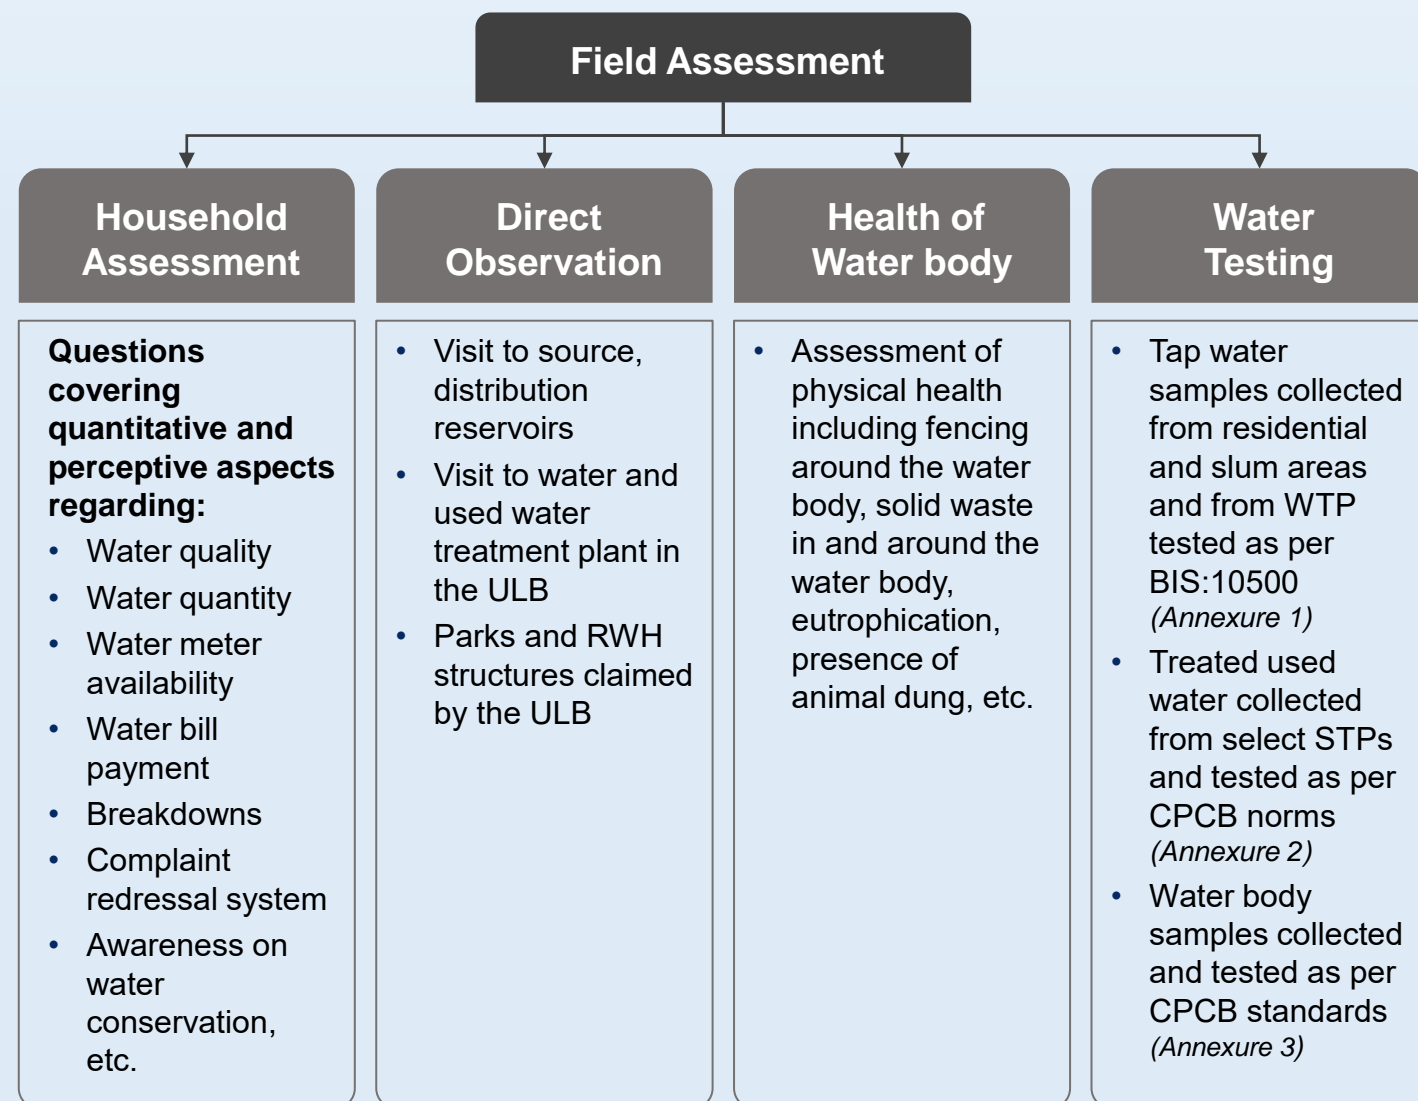 Field Assessment
Household
Assessment
Questions
covering
quantitative and
perceptive aspects
regarding:
• Water quality
• Water quantity
• Water meter
availability
• Water bill
payment
• Breakdowns
• Complaint
redressal system
• Awareness on
water
conservation,
etc.
Direct
Observation
• Visit to source,
distribution
reservoirs
• Visit to water and
used water
treatment plant in
the ULB
• Parks and RWH
structures claimed
by the ULB
Health of
Water body
• Assessment of
physical health
including fencing
around the water
body, solid waste
in and around the
water body,
eutrophication,
presence of
animal dung, etc.
Water
Testing
• Tap water
samples collected
from residential
and slum areas
and from WTP
tested as per
BIS:10500
(Annexure 1)
• Treated used
water collected
from select STPs
and tested as per
CPCB norms
(Annexure 2)
• Water body
samples collected
and tested as per
CPCB standards
(Annexure 3)